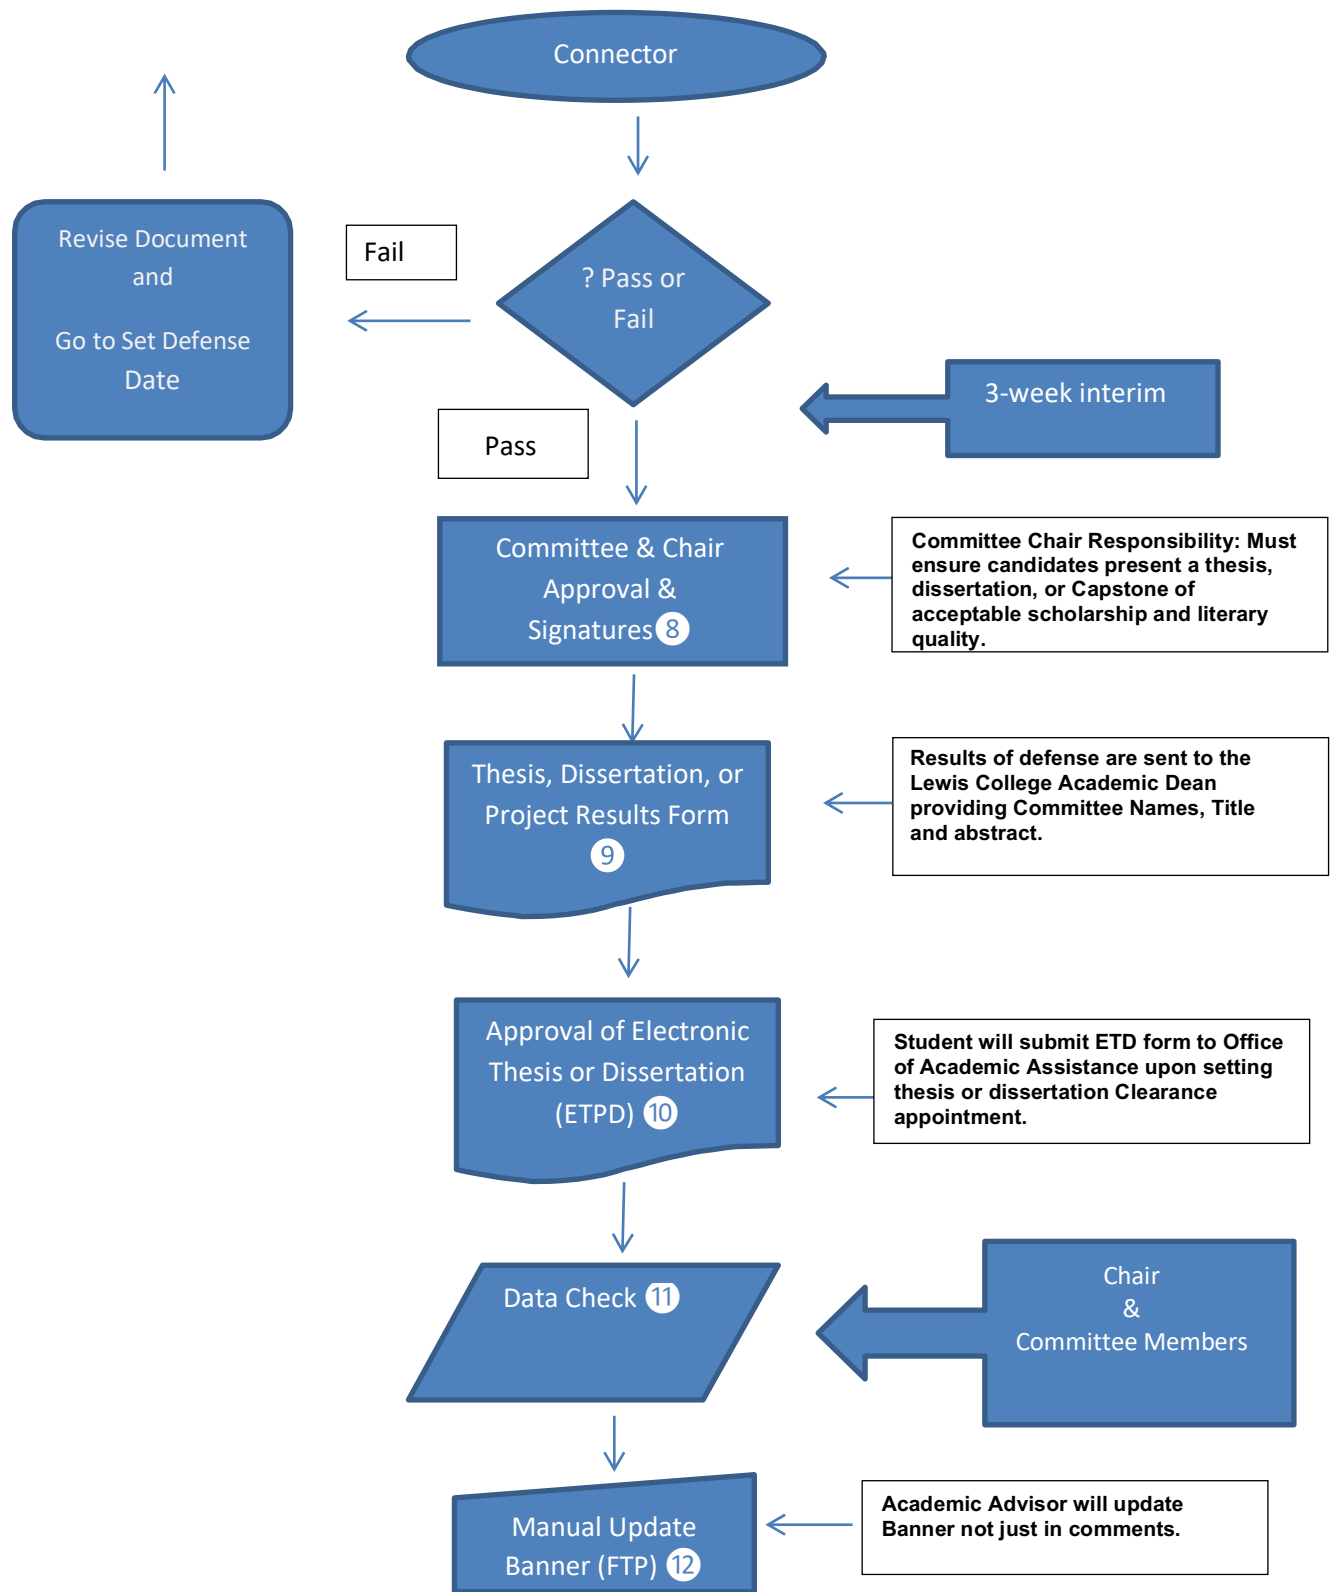 Connector
Revise Document
and
Go to Set Defense
Date
Fail
? Pass or
Fail
3-week interim
Pass
Committee & Chair
Approval &
Signatures 8
Committee Chair Responsibility: Must
ensure candidates present a thesis,
dissertation, or Capstone of
acceptable scholarship and literary
quality.
Thesis, Dissertation, or
Project Results Form
9
Results of defense are sent to the
Lewis College Academic Dean
providing Committee Names, Title
and abstract.
Approval of Electronic
Thesis or Dissertation
(ETPD) 10
Student will submit ETD form to Office
of Academic Assistance upon setting
thesis or dissertation Clearance
appointment.
Data Check 11
Chair
&
Committee Members
Manual Update
Banner (FTP) 12
Academic Advisor will update
Banner not just in comments.